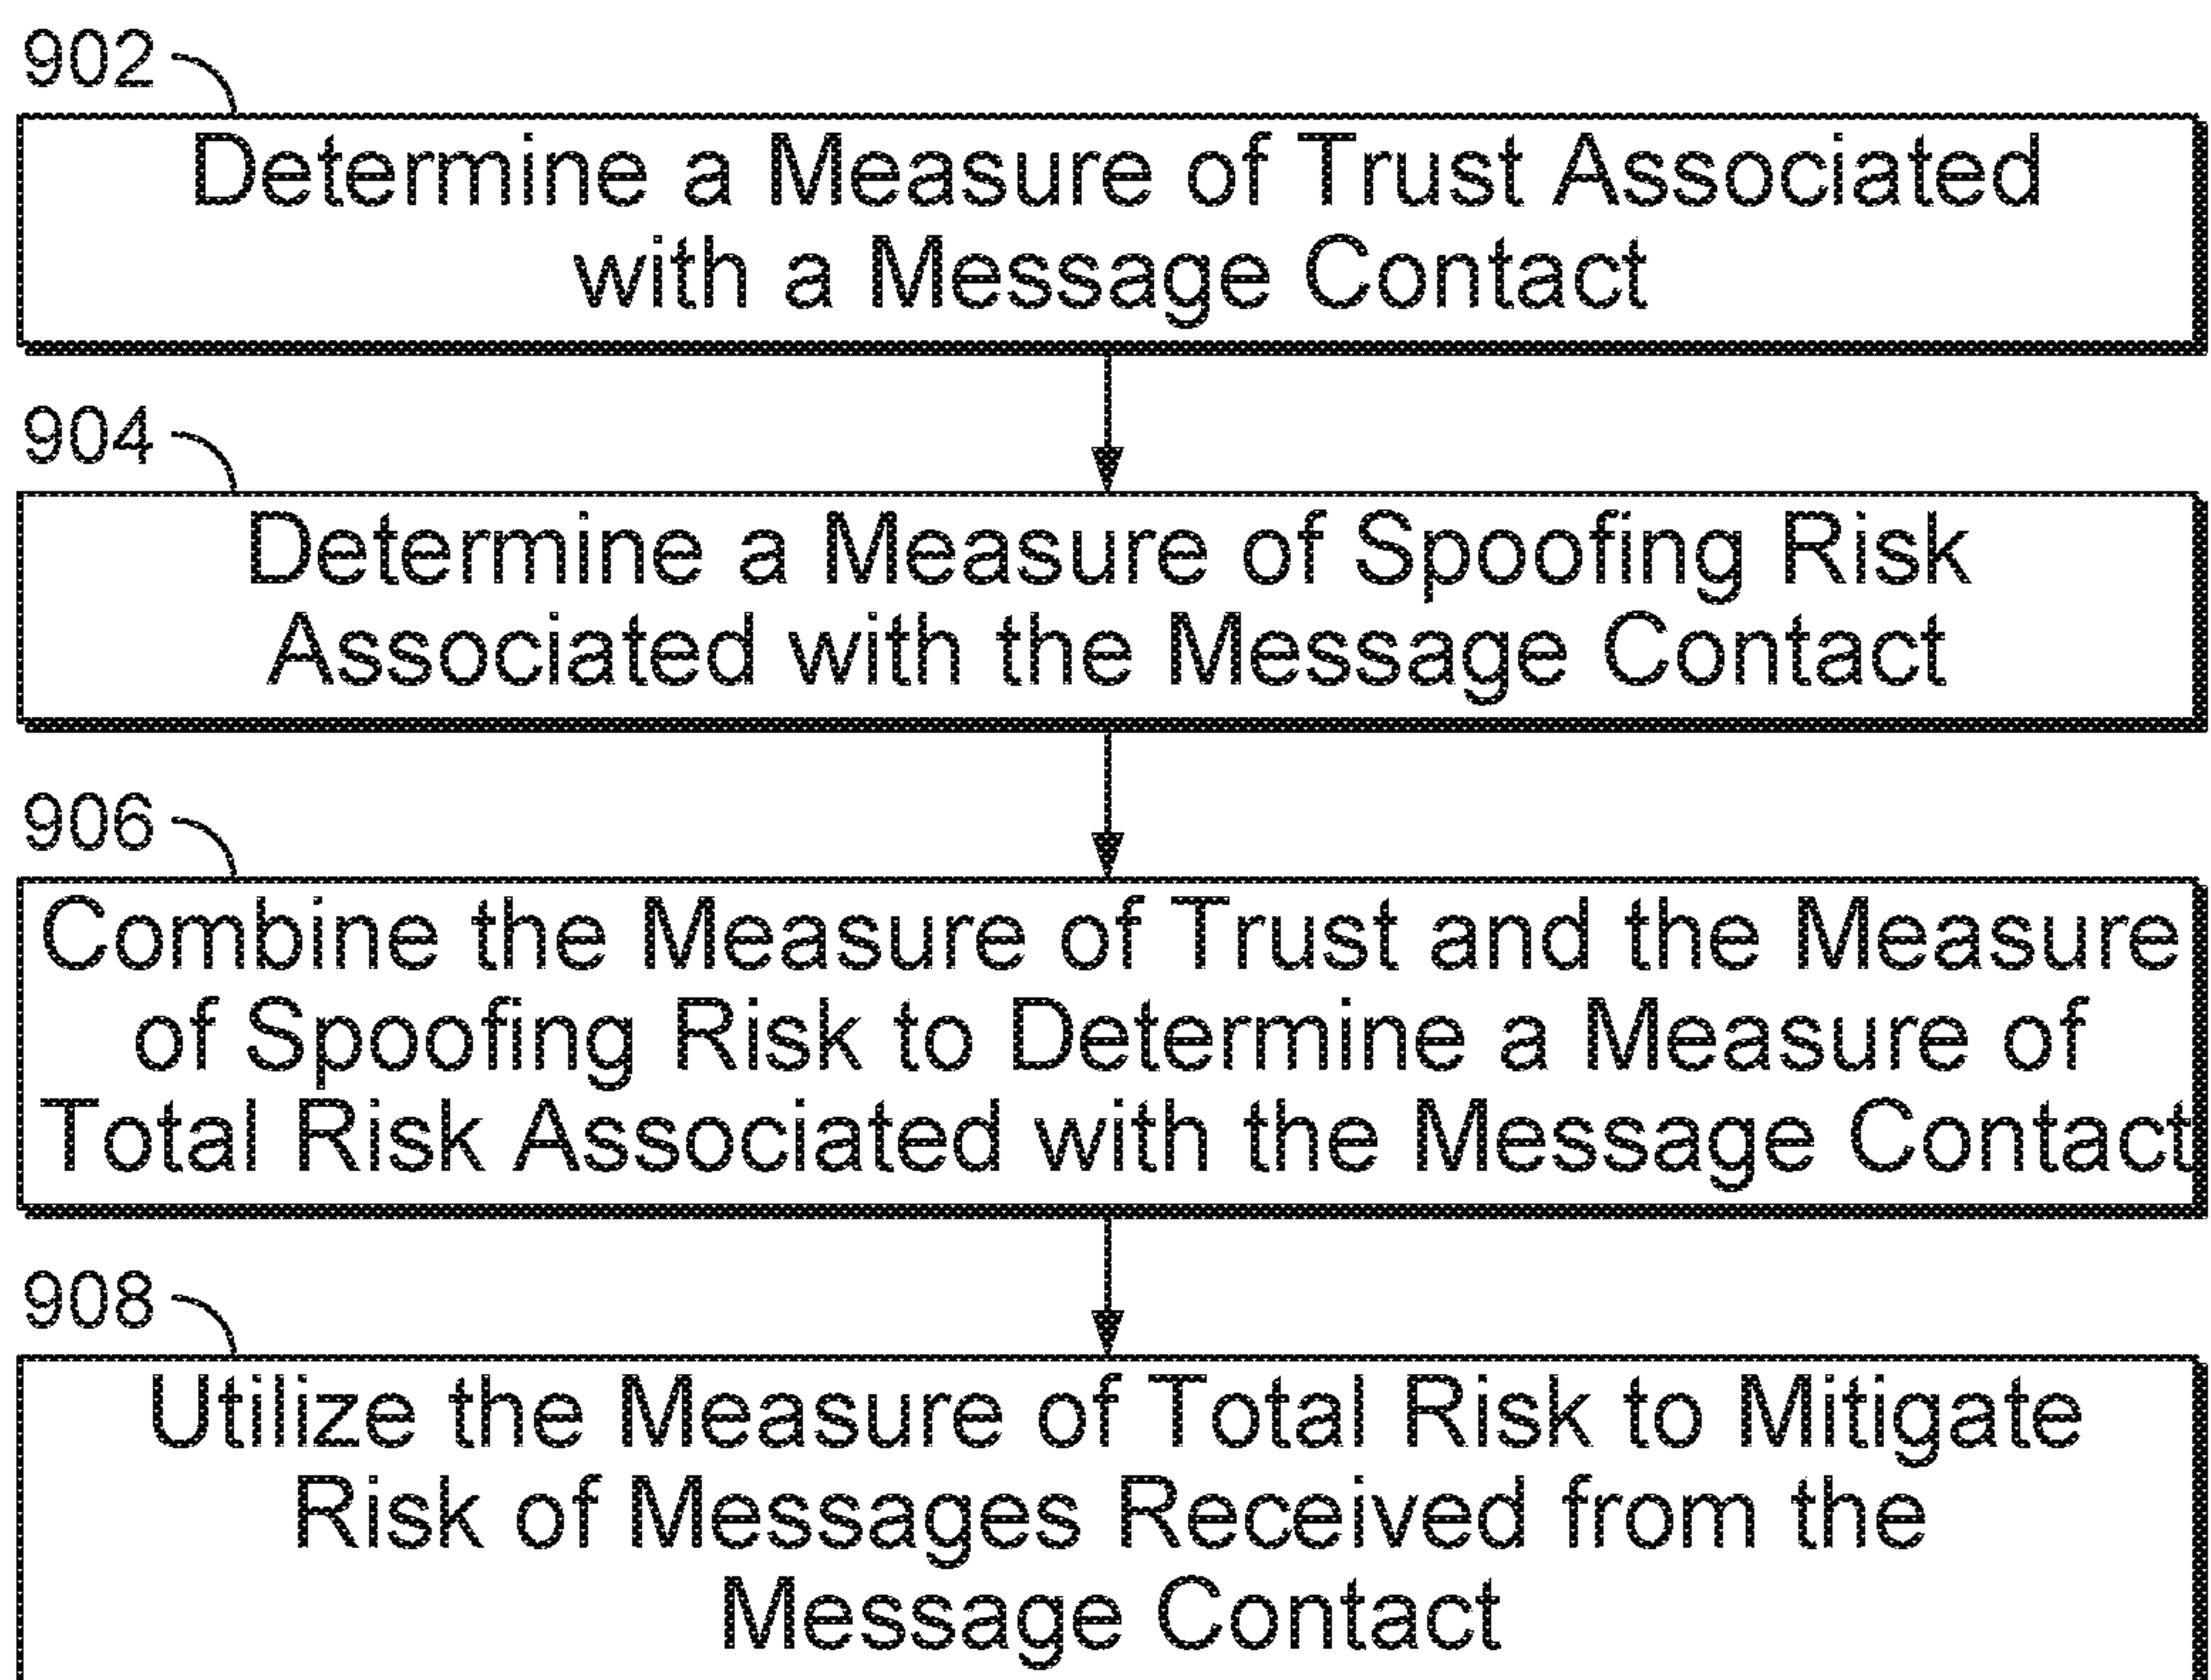 902
Determine a Measure of Trust Associated
with a Message Contact
904
Determine a Measure of Spoofing Risk
Associated with the Message Contact
906
Combine the Measure of Trust and the Measure
of Spoofing Risk to Determine a Measure of
Total Risk Associated with the Message Contact
908
Utilize the Measure of Total Risk to Mitigate
Risk of Messages Received from the
Message Contact